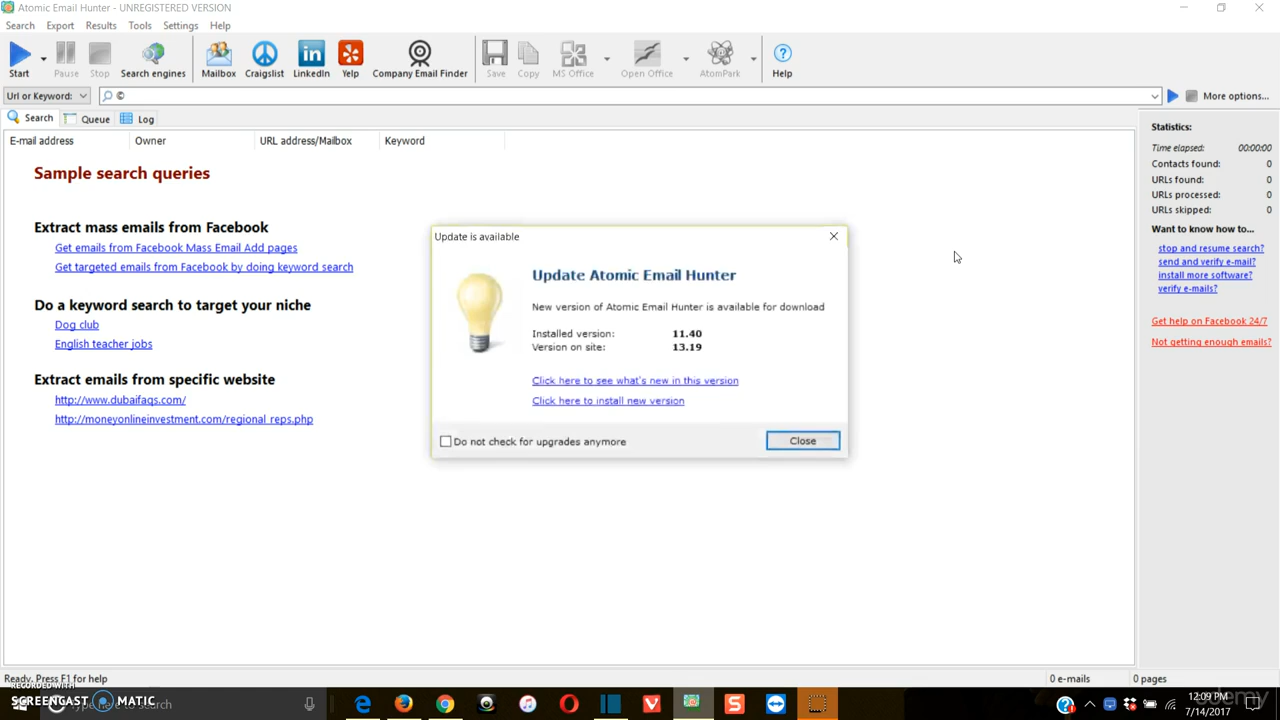 Atomic Email Hunter - UNREGISTERED VERSION
Search Export Results Tools Settings Help
Start Pause Stop Search engines Mailbox Craigslist LinkedIn Yelp Company Email Finder Save Copy MS Office Open Office AtomPark Help
Url or Keyword: © More options...
Search Queue Log
E-mail address Owner URL address/Mailbox Keyword
Sample search queries
Extract mass emails from Facebook
Get emails from Facebook Mass Email Add pages
Get targeted emails from Facebook by doing keyword search
Do a keyword search to target your niche
Dog club
English teacher jobs
Extract emails from specific website
http://www.dubaifaqs.com/
http://moneyonlineinvestment.com/regional_reps.php
Update is available
Update Atomic Email Hunter
New version of Atomic Email Hunter is available for download
Installed version: 11.40
Version on site: 13.19
Click here to see what's new in this version
Click here to install new version
Do not check for upgrades anymore
Close
Statistics:
Time elapsed: 00:00:00
Contacts found: 0
URLs found: 0
URLs processed: 0
URLs skipped: 0
Want to know how to...
stop and resume search?
send and verify e-mail?
install more software?
verify e-mails?
Get help on Facebook 24/7
Not getting enough emails?
Ready. Press F1 for help 0 e-mails 0 pages
RECORDED WITH
SCREENCAST MATIC
Type here to search
12:09 PM
7/14/2017